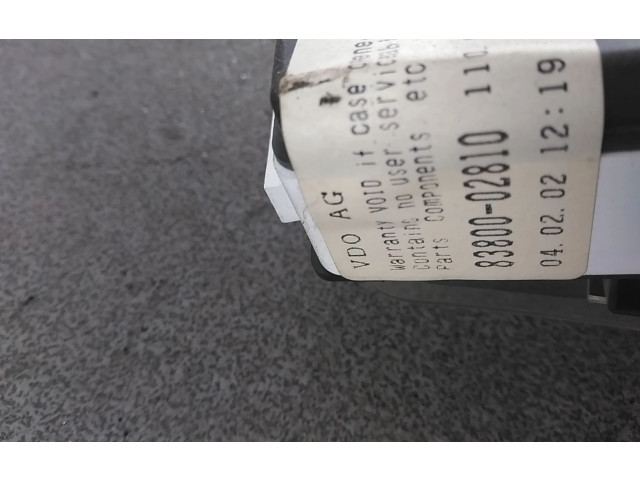 VDO AG
Warranty void if case
Contains no user
Parts Components etc
83800-02810 110
04.02.02 12:19